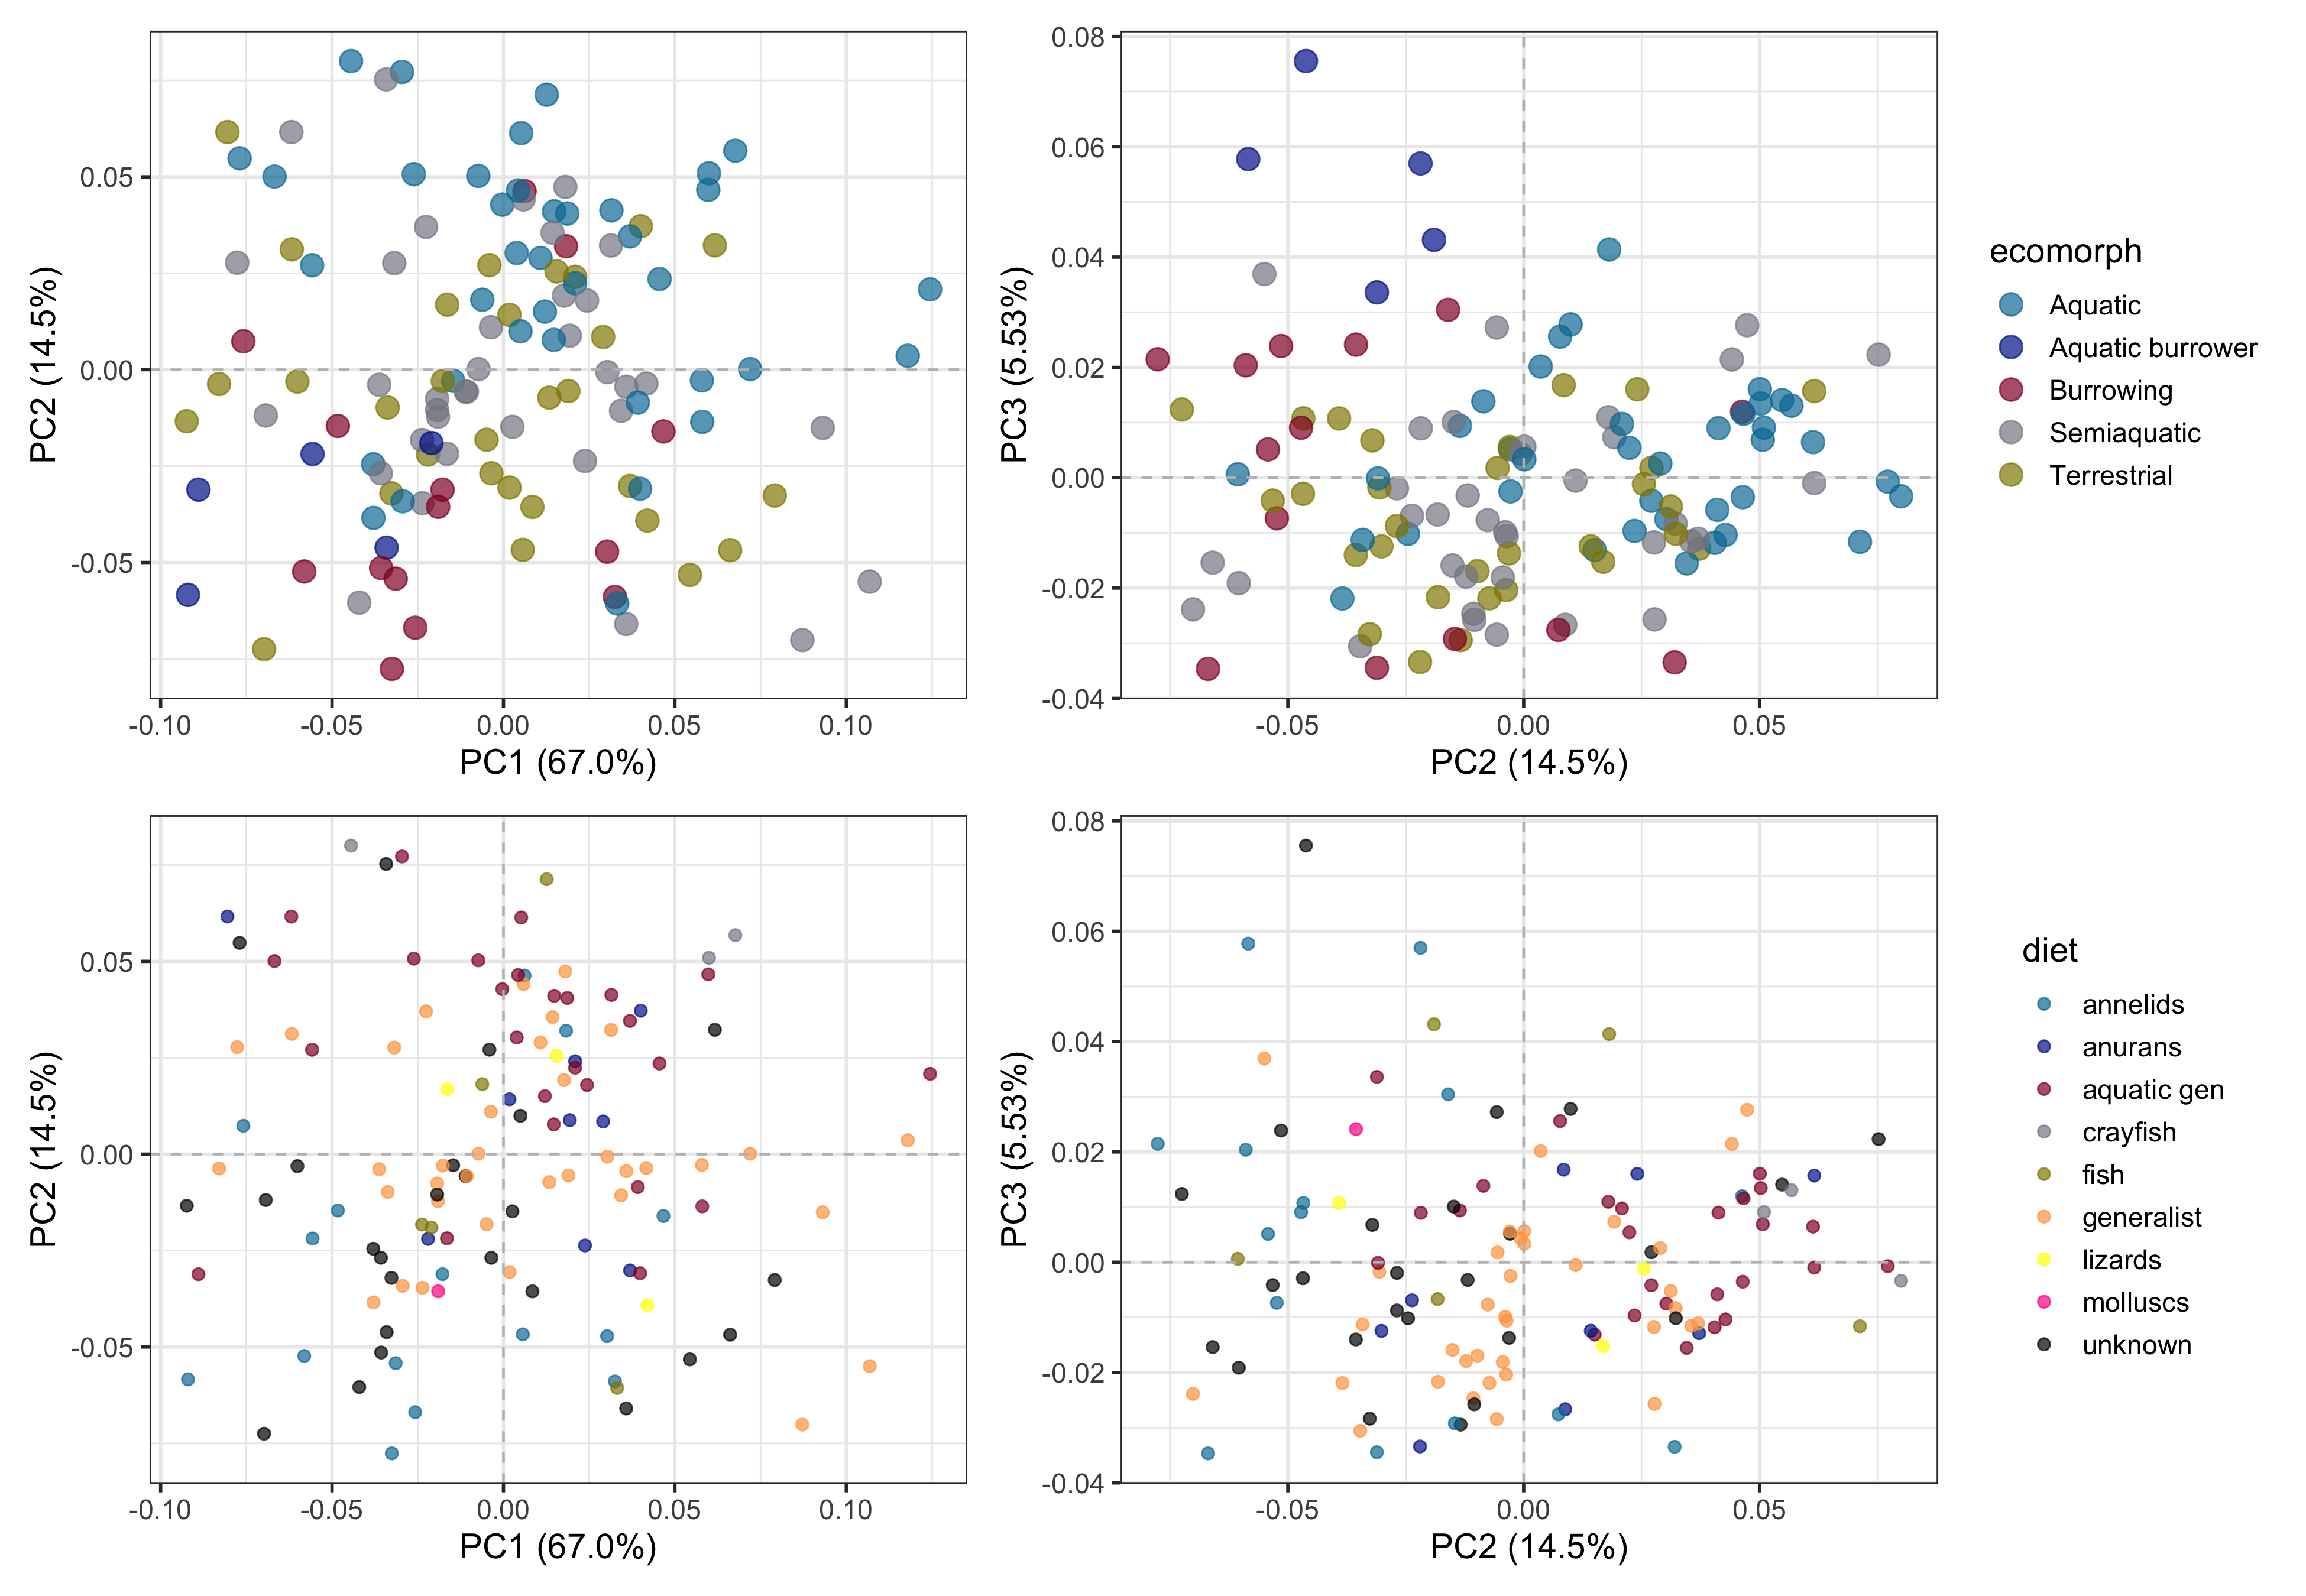 0.05
0.00
-0.05
-0.10
-0.05
0.00
0.05
0.10
PC1 (67.0%)
PC2 (14.5%)
0.08
0.06
0.04
0.02
0.00
-0.02
-0.04
-0.05
0.00
0.05
PC2 (14.5%)
PC3 (5.53%)
ecomorph
Aquatic
Aquatic burrower
Burrowing
Semiaquatic
Terrestrial
0.05
0.00
-0.05
-0.10
-0.05
0.00
0.05
0.10
PC1 (67.0%)
PC2 (14.5%)
0.08
0.06
0.04
0.02
0.00
-0.02
-0.04
-0.05
0.00
0.05
PC2 (14.5%)
PC3 (5.53%)
diet
annelids
anurans
aquatic gen
crayfish
fish
generalist
lizards
molluscs
unknown